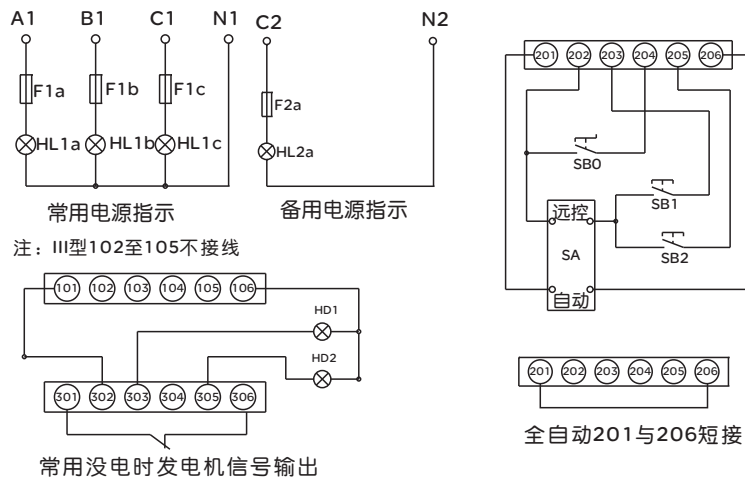 A1 B1 C1 N1
F1a F1b F1c
HL1a HL1b HL1c
常用电源指示
C2 N2
F2a
HL2a
备用电源指示
注：III型102至105不接线
101 102 103 104 105 106
HD1
HD2
301 302 303 304 305 306
常用没电时发电机信号输出
201 202 203 204 205 206
SB0
SB1
SB2
远控
SA
自动
201 202 203 204 205 206
全自动201与206短接